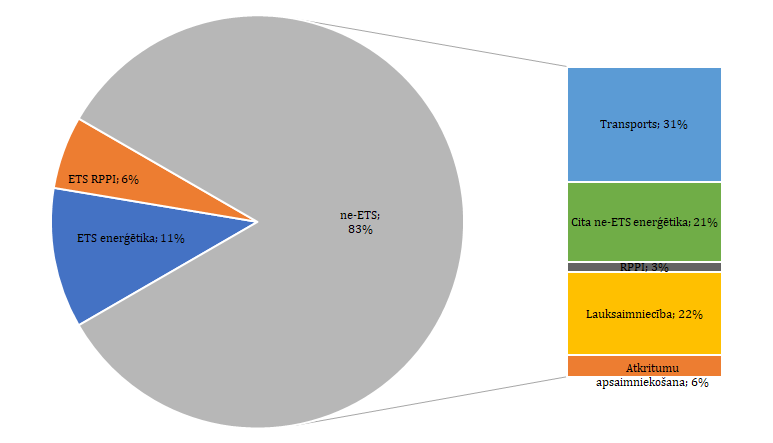 ETS RPPI; 6%
ETS enerģētika; 11%
ne-ETS;
83%
Transports; 31%
Cita ne-ETS enerģētika; 21%
RPPI; 3%
Lauksaimniecība; 22%
Atkritumu
apsaimniekošana; 6%